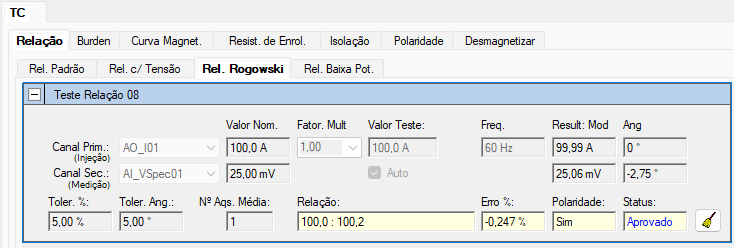 TC
Relação Burden Curva Magnet. Resist. de Enrol. Isolação Polaridade Desmagnetizar
Rel. Padrão Rel. c/ Tensão Rel. Rogowski Rel. Baixa Pot.
Teste Relação 08
Valor Nom. Fator. Mult Valor Teste: Freq. Result: Mod Ang
Canal Prim.: AO_I01 100,0 A 1,00 100,0 A 60 Hz 99,99 A 0 °
(Injeção)
Canal Sec.: AI_VSpec01 25,00 mV Auto 25,06 mV -2,75 °
(Medição)
Toler. %: Toler. Ang.: Nº Aqs. Média: Relação: Erro %: Polaridade: Status:
5,00 % 5,00 ° 1 100,0 : 100,2 -0,247 % Sim Aprovado